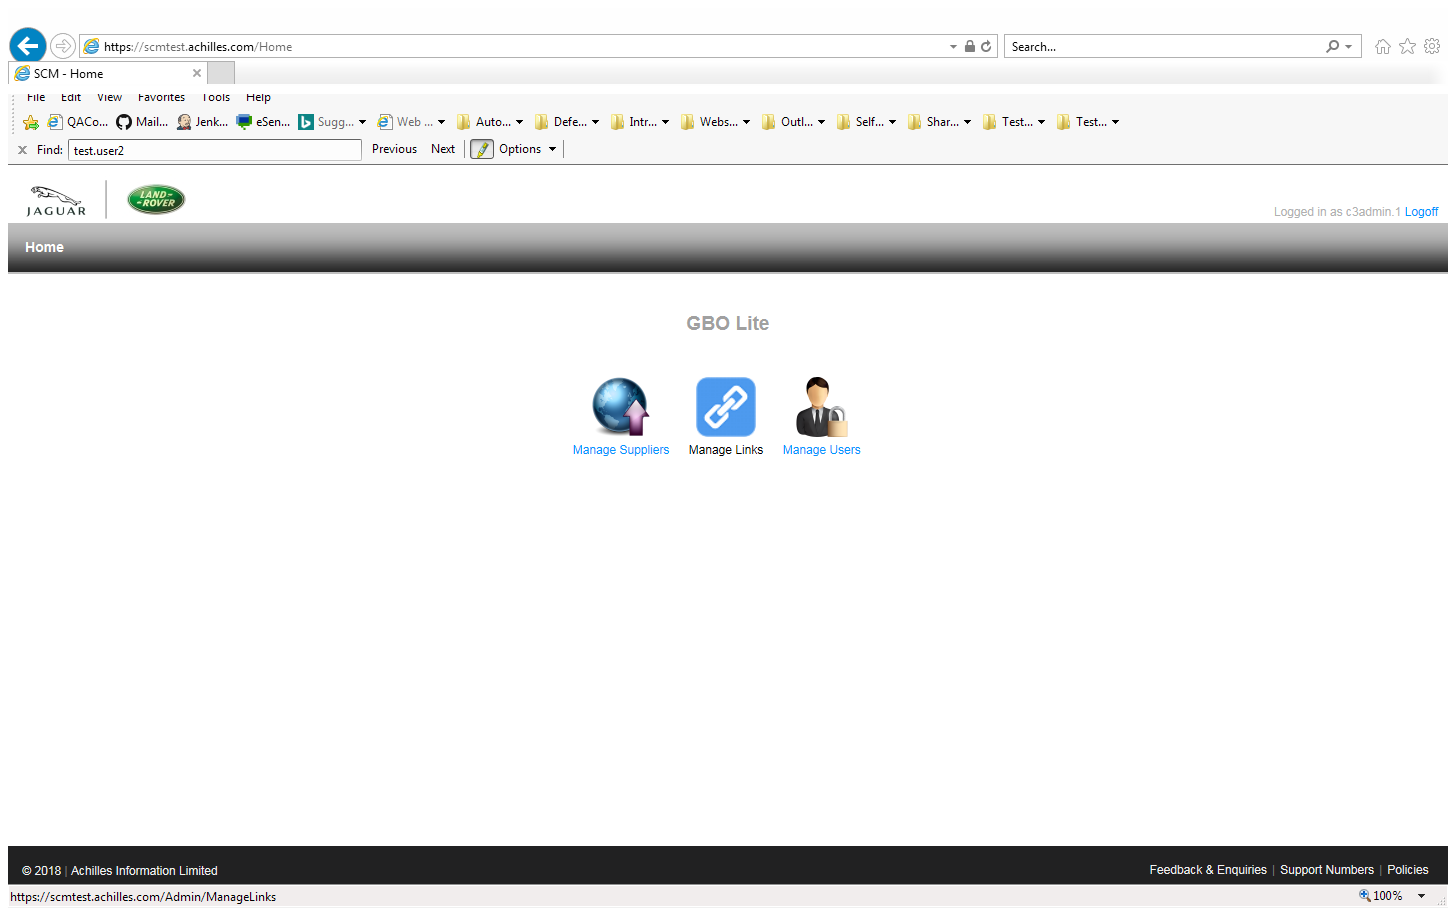 https://scmtest.achilles.com/Home
Search...
SCM - Home
File Edit View Favorites Tools Help
QACo... Mail... Jenk... eSen... Sugg... Web ... Auto... Defe... Intr... Webs... Outl... Self... Shar... Test... Test...
Find: test.user2 Previous Next Options
JAGUAR
LAND-
-ROVER
Logged in as c3admin.1 Logoff
Home
GBO Lite
Manage Suppliers Manage Links Manage Users
© 2018 | Achilles Information Limited
Feedback & Enquiries | Support Numbers | Policies
https://scmtest.achilles.com/Admin/ManageLinks
100%